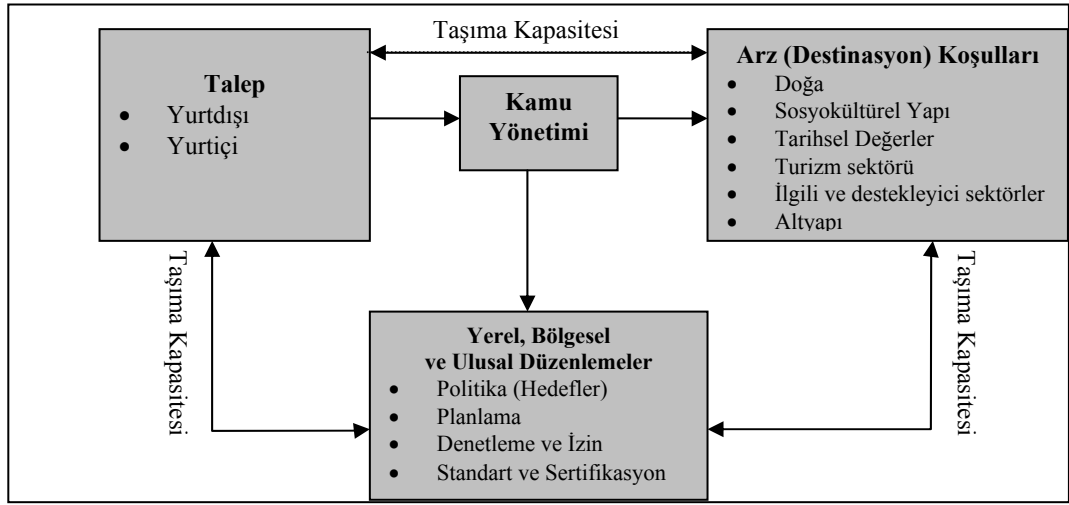 Taşıma Kapasitesi
Talep
• Yurtdışı
• Yurtiçi
Kamu
Yönetimi
Arz (Destinasyon) Koşulları
• Doğa
• Sosyokültürel Yapı
• Tarihsel Değerler
• Turizm sektörü
• İlgili ve destekleyici sektörler
• Altyapı
Taşıma Kapasitesi
Taşıma Kapasitesi
Yerel, Bölgesel
ve Ulusal Düzenlemeler
• Politika (Hedefler)
• Planlama
• Denetleme ve İzin
• Standart ve Sertifikasyon